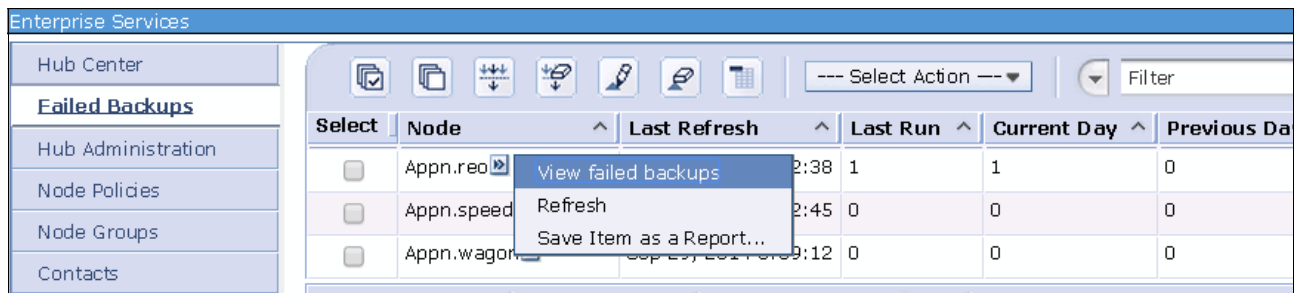 Enterprise Services
Hub Center
Failed Backups
Hub Administration
Node Policies
Node Groups
Contacts
--- Select Action ---
Filter
Select Node Last Refresh Last Run Current Day Previous Da
Appn.reo 2:38 1 1 0
View failed backups
Appn.speed 2:45 0 0 0
Refresh
Appn.wagon 9:12 0 0 0
Save Item as a Report...